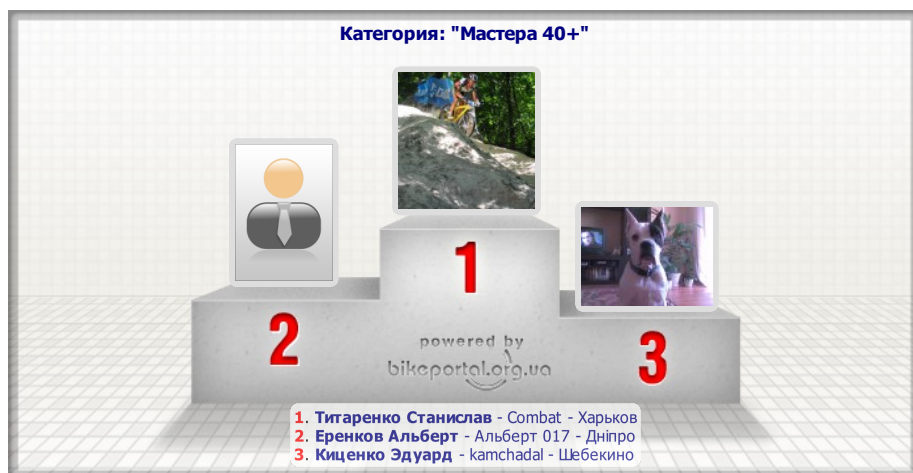 Категория: "Мастера 40+"
1
2
3
powered by
bikeportal.org.ua
1. Титаренко Станислав - Combat - Харьков
2. Еренков Альберт - Альберт 017 - Дніпро
3. Киценко Эдуард - kamchadal - Шебекино